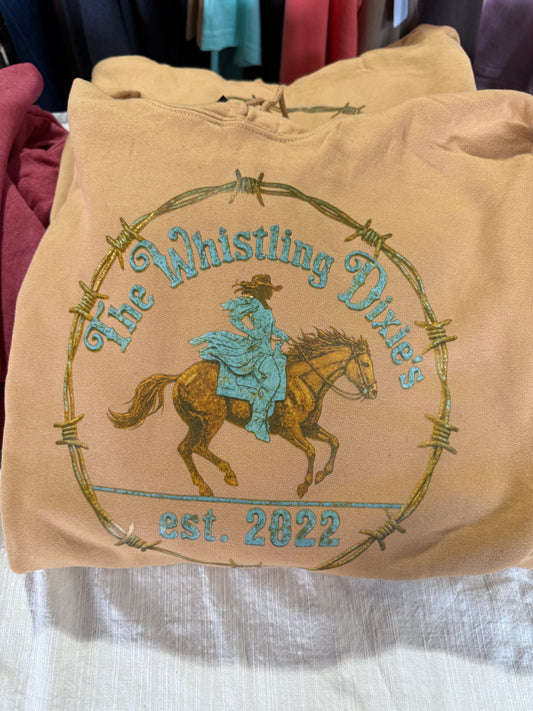 The Whistling Dixie's
est. 2022